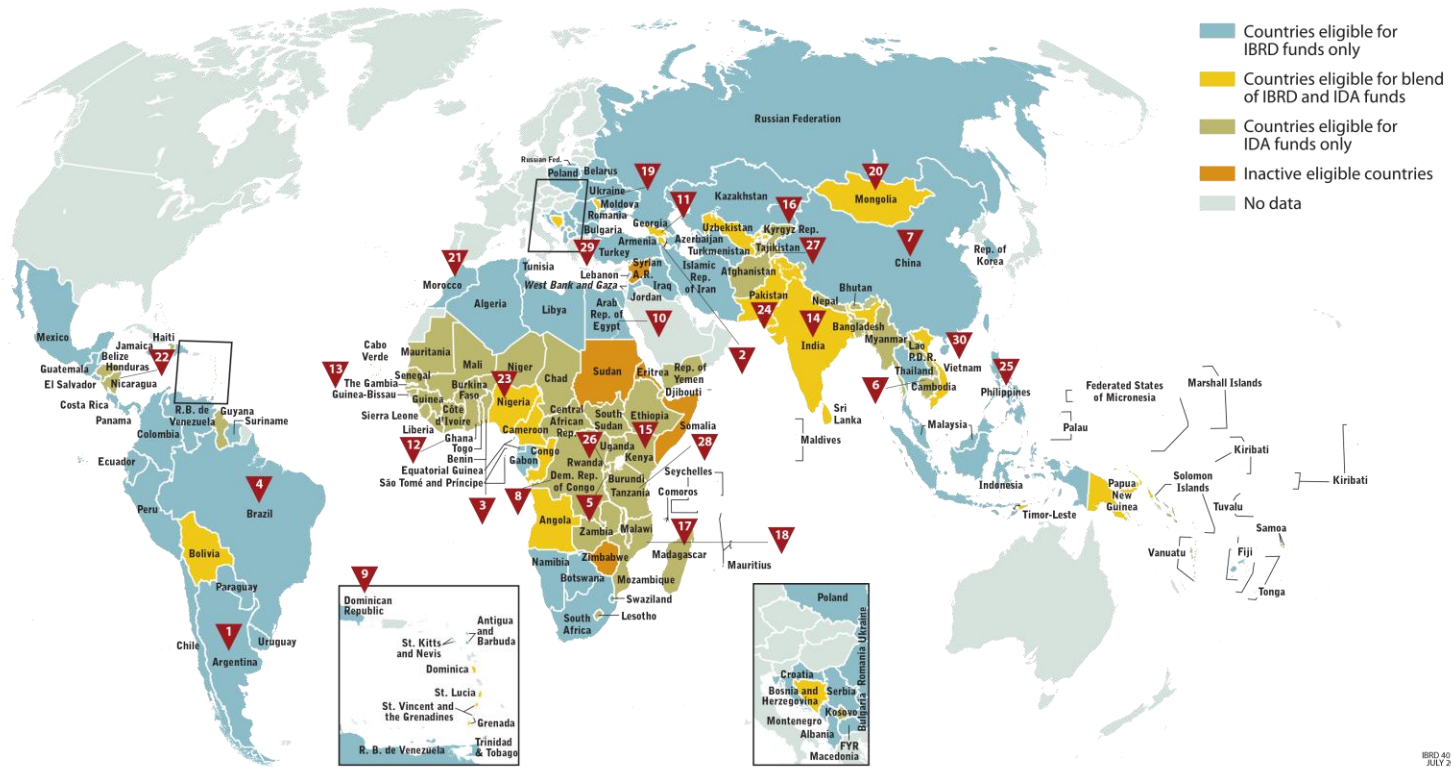 Countries eligible for
IBRD funds only
Countries eligible for blend
of IBRD and IDA funds
Countries eligible for
IDA funds only
Inactive eligible countries
No data
Russian Federation
Russian Fed.
Poland
Belarus
Ukraine
19
Moldova
Romania
Bulgaria
29
Turkey
Georgia
11
Armenia
Azerbaijan
Kazakhstan
16
Uzbekistan
Kyrgyz Rep.
Turkmenistan
Tajikistan
27
20
Mongolia
7
China
Rep. of
Korea
21
Morocco
Tunisia
Lebanon
Syrian
A.R.
West Bank and Gaza
Iraq
Jordan
Islamic
Rep.
of Iran
Afghanistan
Pakistan
24
Nepal
Bhutan
14
India
Bangladesh
Myanmar
Lao
P.D.R.
30
Vietnam
Thailand
6
Cambodia
25
Philippines
Algeria
Libya
Arab
Rep. of
Egypt
10
2
Mexico
Jamaica
Haiti
Belize
Honduras
22
Guatemala
El Salvador
Nicaragua
Costa Rica
Panama
R.B. de
Venezuela
Guyana
Suriname
Colombia
Ecuador
Peru
4
Brazil
Bolivia
Paraguay
Chile
1
Argentina
Uruguay
Cabo
Verde
13
Mauritania
Mali
Niger
23
Chad
Sudan
Eritrea
Rep. of
Yemen
Djibouti
Senegal
The Gambia
Guinea-Bissau
Guinea
Burkina
Faso
Côte
d'Ivoire
Sierra Leone
Liberia
12
Ghana
Togo
Benin
Nigeria
Cameroon
Central
African
Rep.
South
Sudan
Ethiopia
15
Somalia
28
Equatorial Guinea
São Tomé and Príncipe
Congo
Gabon
26
Uganda
Kenya
Rwanda
Dem. Rep.
of Congo
Burundi
Tanzania
Seychelles
Comoros
3
8
5
Angola
Zambia
Malawi
17
Madagascar
18
Mauritius
Zimbabwe
Namibia
Botswana
Mozambique
Swaziland
Lesotho
South
Africa
Sri
Lanka
Maldives
Malaysia
Indonesia
Timor-Leste
Papua
New
Guinea
Federated States
of Micronesia
Marshall Islands
Palau
Kiribati
Kiribati
Solomon
Islands
Tuvalu
Samoa
Vanuatu
Fiji
Tonga
9
Dominican
Republic
Antigua
and
Barbuda
St. Kitts
and Nevis
Dominica
St. Lucia
St. Vincent and
the Grenadines
Grenada
Trinidad
& Tobago
R. B. de Venezuela
Poland
Ukraine
Romania
Croatia
Bosnia and
Herzegovina
Serbia
Kosovo
Bulgaria
Montenegro
Albania
FYR
Macedonia
IBRD 40
JULY 2